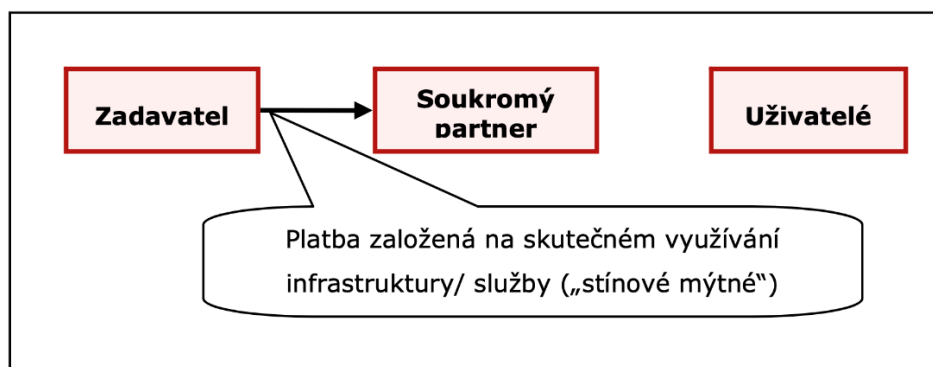 Zadavatel
Soukromý
partner
Uživatelé
Platba založená na skutečném využívání
infrastruktury/ služby („stínové mýtné“)